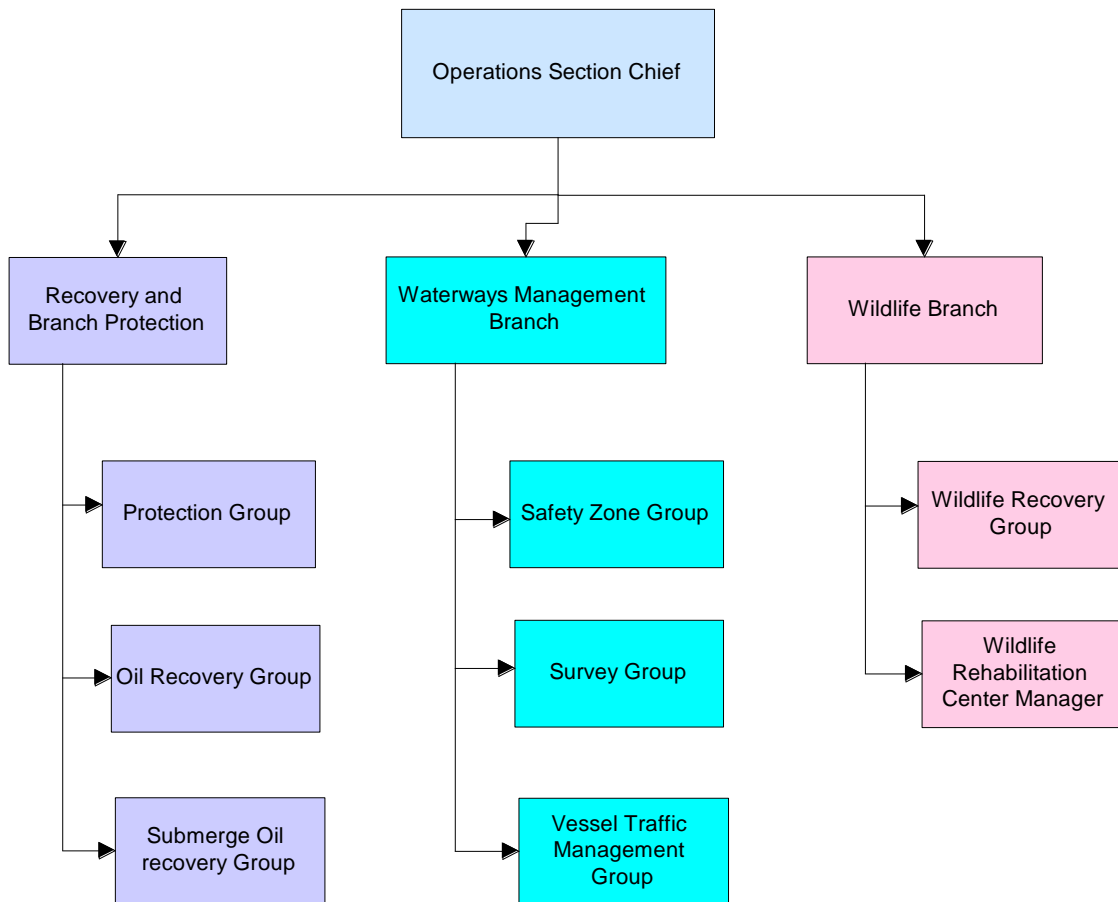 Operations Section Chief
Recovery and
Branch Protection
Waterways Management
Branch
Wildlife Branch
Protection Group
Safety Zone Group
Wildlife Recovery
Group
Oil Recovery Group
Survey Group
Wildlife
Rehabilitation
Center Manager
Submerge Oil
recovery Group
Vessel Traffic
Management
Group